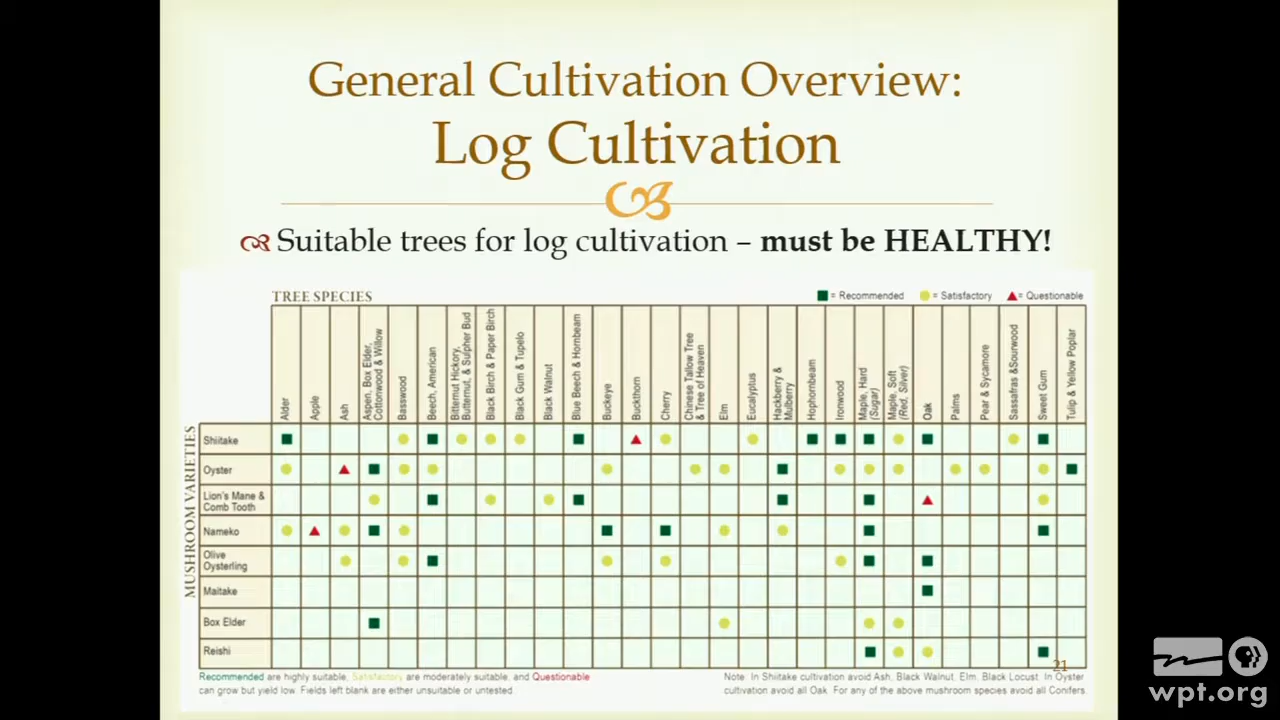 General Cultivation Overview:
Log Cultivation
Suitable trees for log cultivation – must be HEALTHY!
TREE SPECIES
= Recommended
= Satisfactory
= Questionable
Alder
Apple
Ash
Aspen, Box Elder,
Cottonwood & Willow
Basswood
Beech, American
Bitternut Hickory,
Butternut, & Sulpher Bud
Black Birch & Paper Birch
Black Gum & Tupelo
Black Walnut
Blue Beech & Hornbeam
Buckeye
Buckthorn
Cherry
Chinese Tallow Tree
& Tree of Heaven
Elm
Eucalyptus
Hackberry &
Mulberry
Hophornbeam
Ironwood
Maple, Hard
(Sugar)
Maple, Soft
(Red, Silver)
Oak
Palms
Pear & Sycamore
Sassafras &Sourwood
Sweet Gum
Tulip & Yellow Poplar
MUSHROOM VARIETIES
Shiitake
Oyster
Lion's Mane &
Comb Tooth
Nameko
Olive
Oysterling
Maitake
Box Elder
Reishi
21
Recommended are highly suitable, Satisfactory are moderately suitable, and Questionable
can grow but yield low. Fields left blank are either unsuitable or untested.
Note: In Shiitake cultivation avoid Ash, Black Walnut, Elm, Black Locust. In Oyster
cultivation avoid all Oak. For any of the above mushroom species avoid all Conifers.
PBS
wpt.org